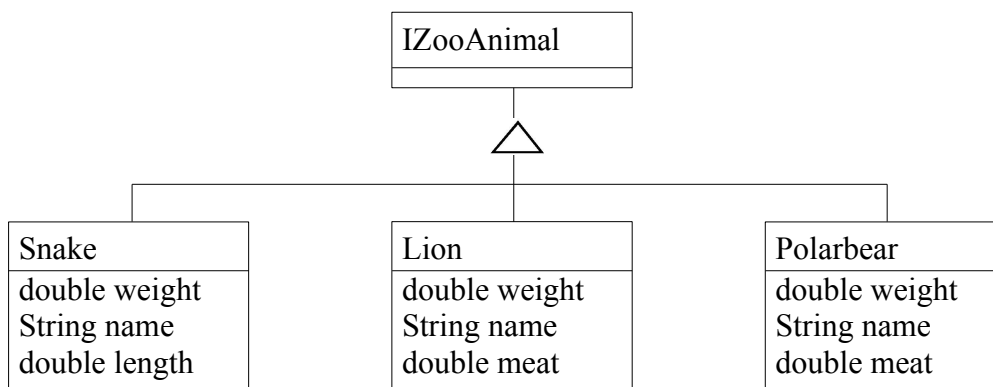 IZooAnimal
Snake
double weight
String name
double length
Lion
double weight
String name
double meat
Polarbear
double weight
String name
double meat